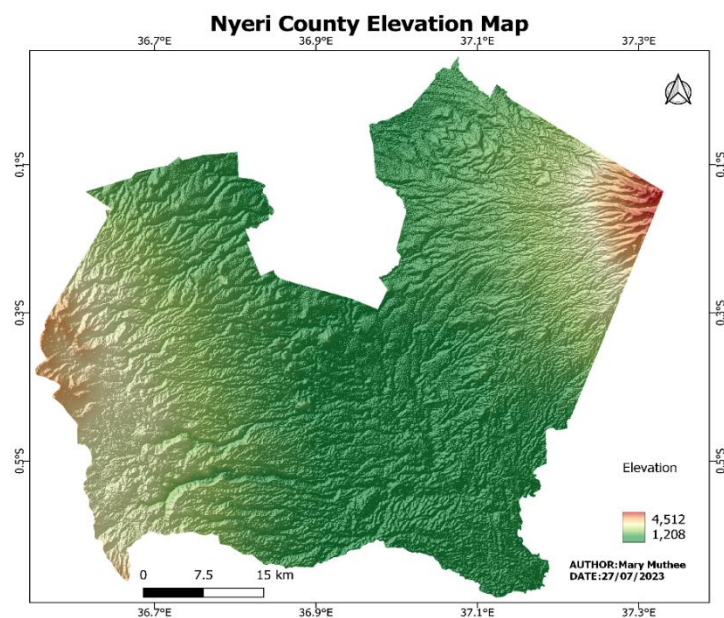 Nyeri County Elevation Map
36.7°E 36.9°E 37.1°E 37.3°E
0.1°S 0.1°S
0.3°S 0.3°S
0.5°S 0.5°S
Elevation
4,512
1,208
0 7.5 15 km
AUTHOR:Mary Muthee
DATE:27/07/2023
36.7°E 36.9°E 37.1°E 37.3°E